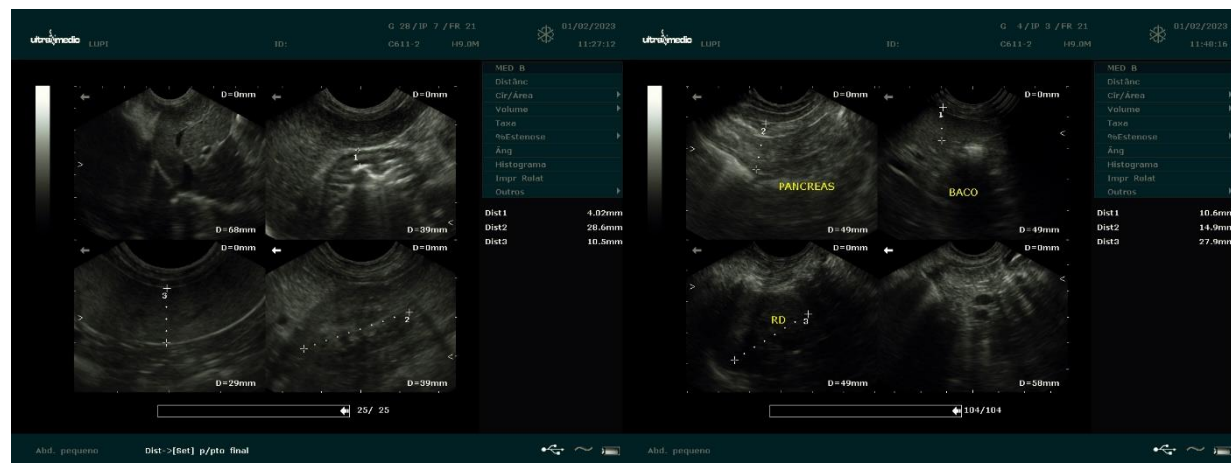 G 28/IP 7 /FR 21
01/02/2023
ultramedic LUPI
ID:
C611-2 H9.0M
11:27:12
MED B
Distânc
Cir/Área
Volume
Taxa
%Estenose
Âng
Histograma
Impr Relat
Outros
D=0mm
D=0mm
1
D=68mm
D=39mm
D=0mm
D=0mm
3
2
D=29mm
D=39mm
Dist1 4.02mm
Dist2 28.6mm
Dist3 10.5mm
25/ 25
Abd. pequeno
Dist->[Set] p/pto final
G 4/IP 3 /FR 21
01/02/2023
ultramedic LUPI
ID:
C611-2 H9.0M
11:40:16
MED B
Distânc
Cir/Área
Volume
Taxa
%Estenose
Âng
Histograma
Impr Relat
Outros
D=0mm
D=0mm
2
1
PANCREAS
BACO
D=49mm
D=49mm
D=0mm
D=0mm
RD
3
D=49mm
D=58mm
Dist1 10.6mm
Dist2 14.9mm
Dist3 27.9mm
104/104
Abd. pequeno